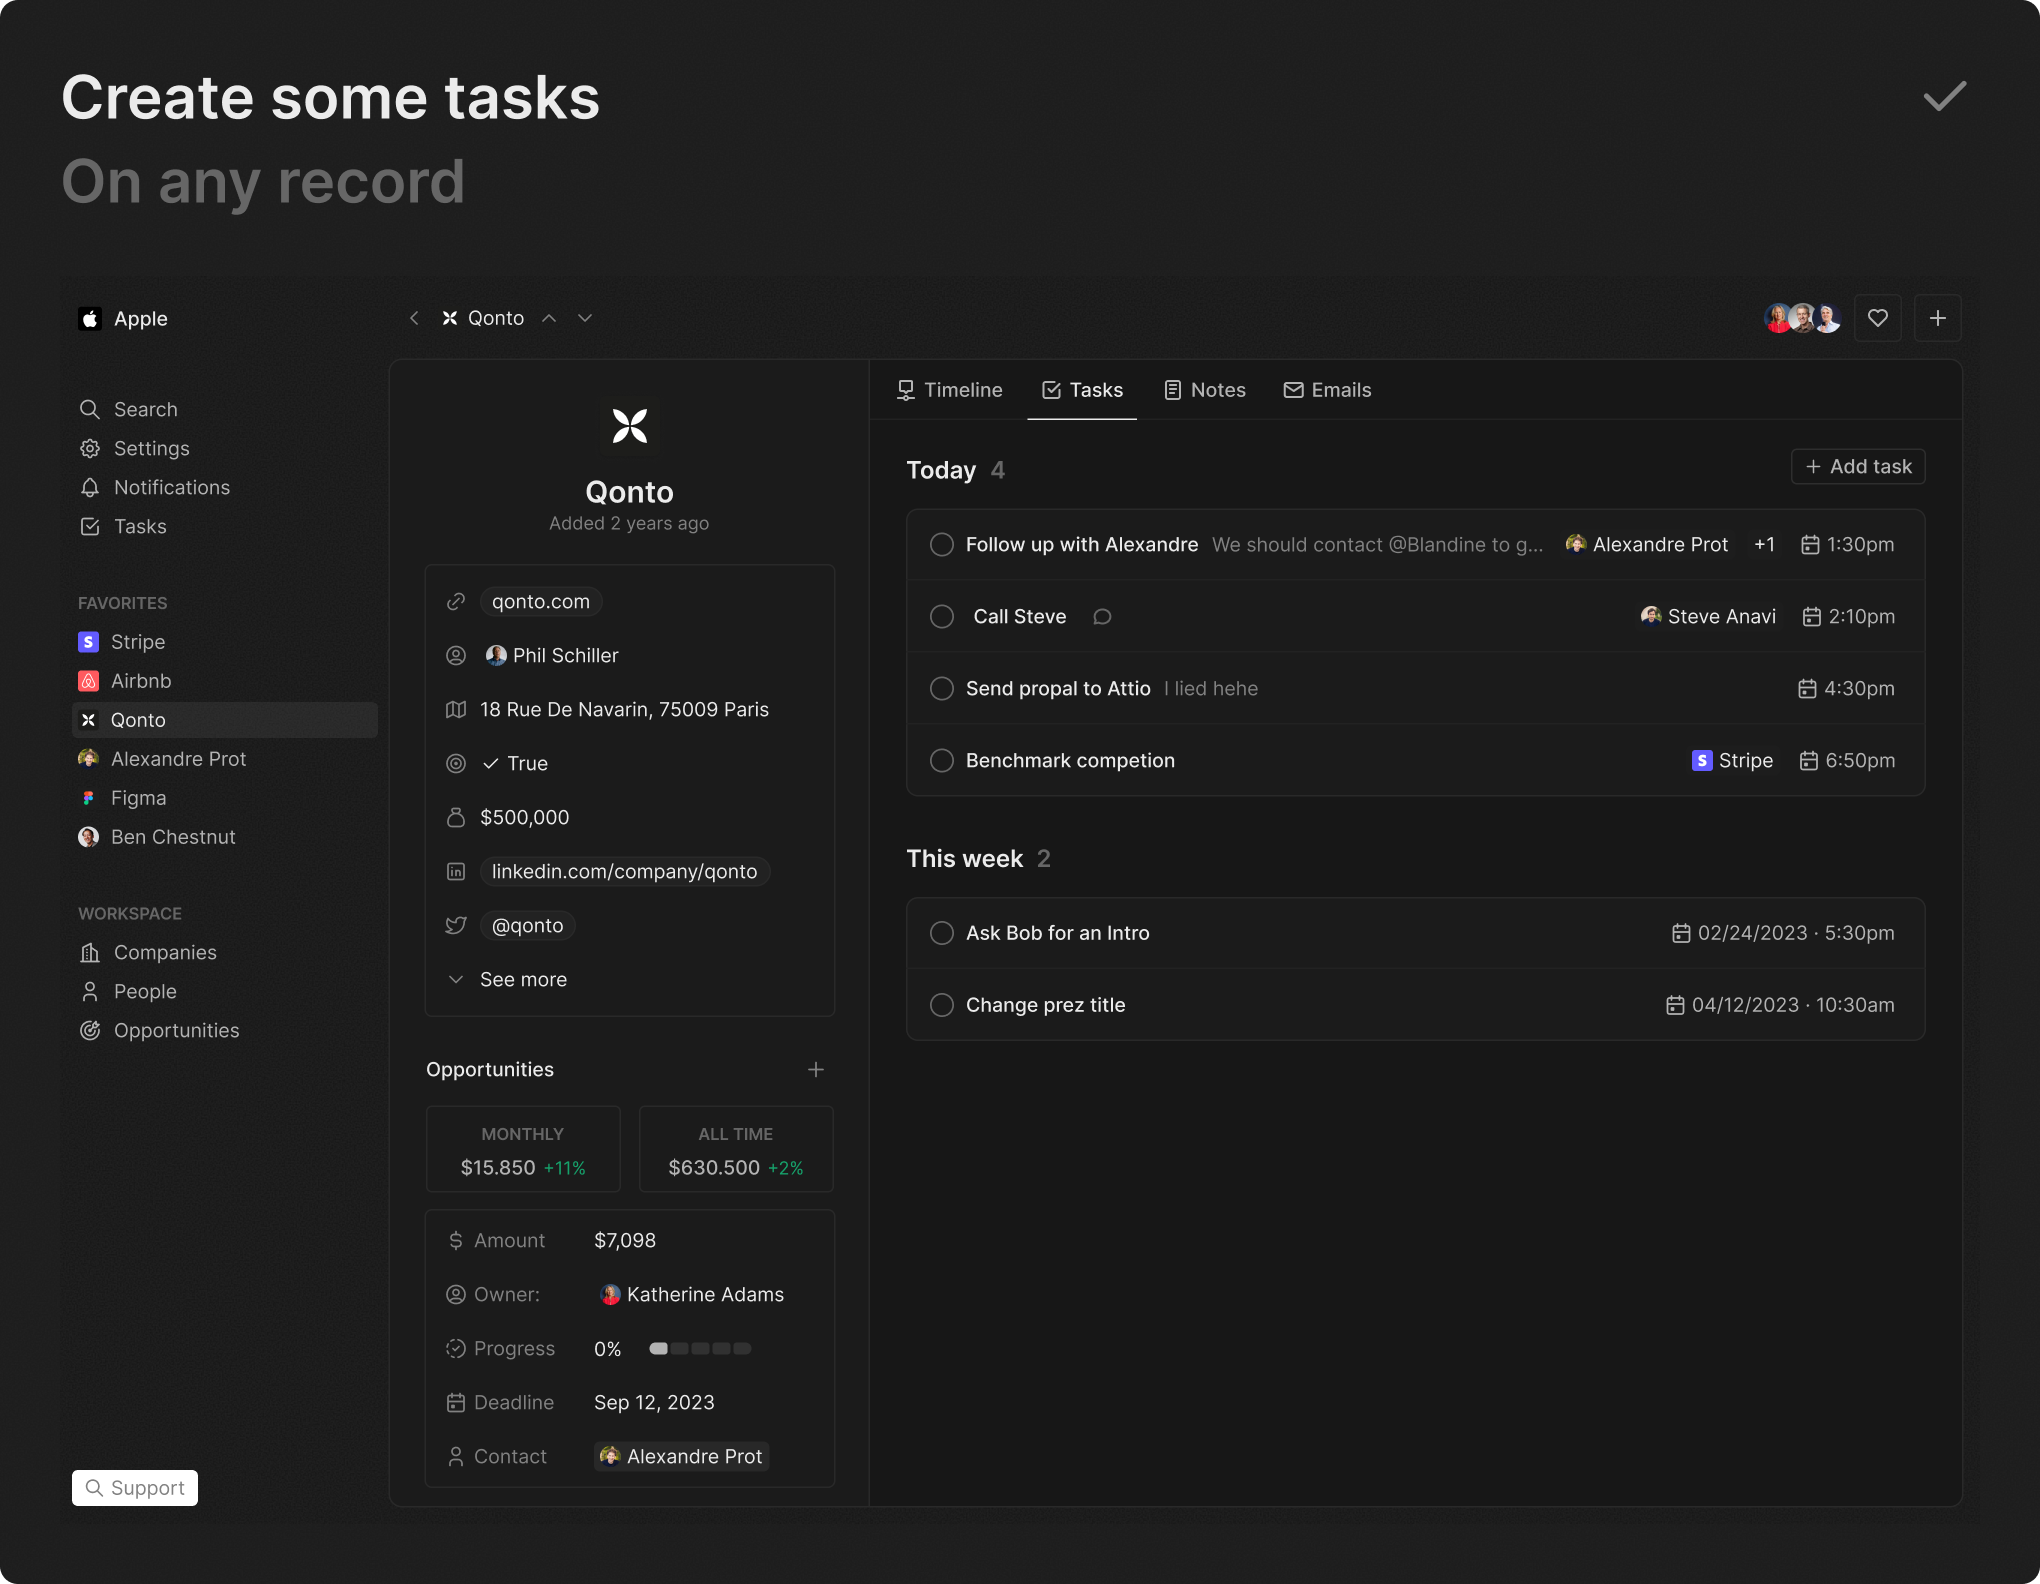 Create some tasks
On any record
Apple
Qonto
Search
Settings
Notifications
Tasks
FAVORITES
Stripe
Airbnb
Qonto
Alexandre Prot
Figma
Ben Chestnut
WORKSPACE
Companies
People
Opportunities
Support
Qonto
Added 2 years ago
qonto.com
Phil Schiller
18 Rue De Navarin, 75009 Paris
True
$500,000
linkedin.com/company/qonto
@qonto
See more
Opportunities
MONTHLY
$15.850 +11%
ALL TIME
$630.500 +2%
Amount $7,098
Owner: Katherine Adams
Progress 0%
Deadline Sep 12, 2023
Contact Alexandre Prot
Timeline Tasks Notes Emails
Today 4
Add task
Follow up with Alexandre We should contact @Blandine to g... Alexandre Prot +1 1:30pm
Call Steve Steve Anavi 2:10pm
Send propal to Attio I lied hehe 4:30pm
Benchmark competion S Stripe 6:50pm
This week 2
Ask Bob for an Intro 02/24/2023 · 5:30pm
Change prez title 04/12/2023 · 10:30am